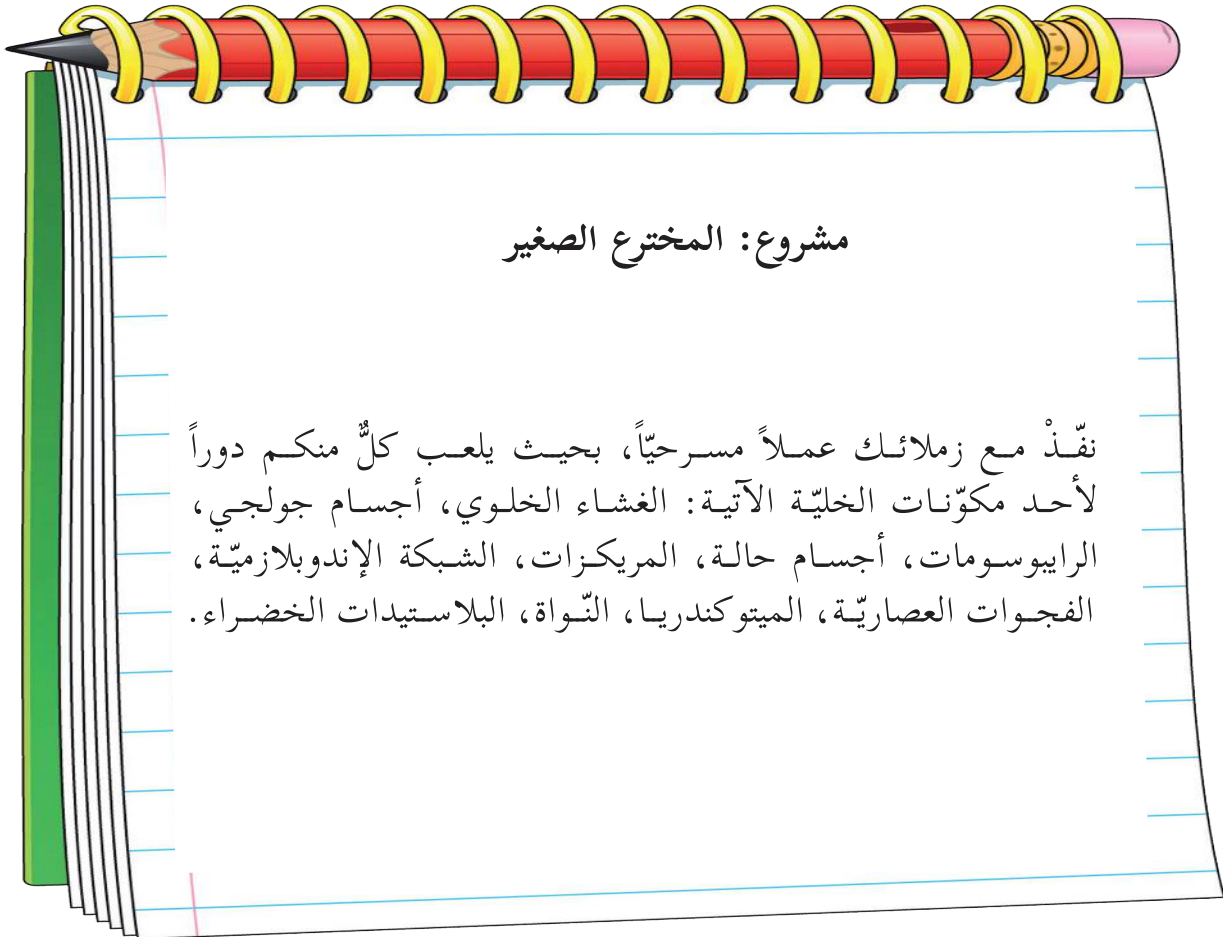 مشروع: المخترع الصغير
نفّذْ مع زملائك عملاً مسرحيّاً، بحيث يلعب كلٌّ منكم دوراً
لأحد مكوّنات الخليّة الآتية: الغشاء الخلوي، أجسام جولجي،
الرايبوسومات، أجسام حالة، المريكزات، الشبكة الإندوبلازميّة،
الفجوات العصاريّة، الميتوكندريا، النّواة، البلاستيدات الخضراء.